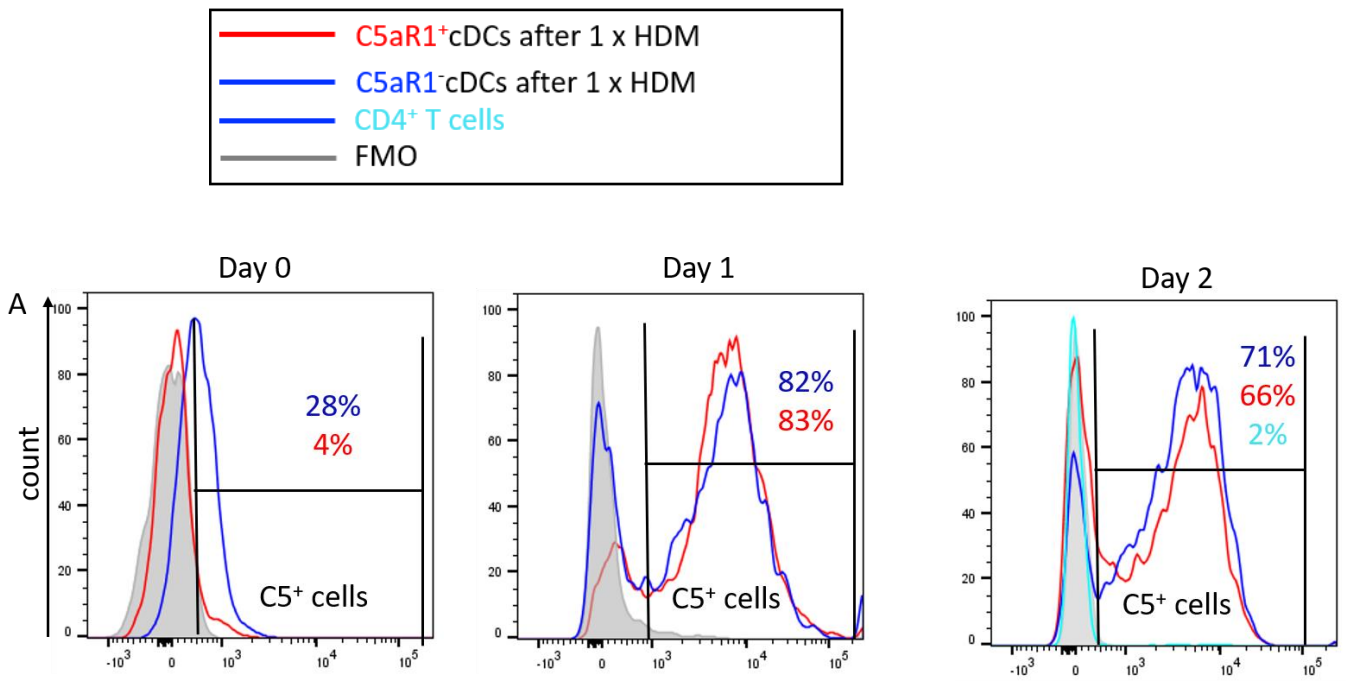 C5aR1⁺cDCs after 1 x HDM
C5aR1⁻cDCs after 1 x HDM
CD4⁺ T cells
FMO
Day 0
Day 1
Day 2
A
count
100
80
60
40
20
0
28%
4%
C5⁺ cells
-10³ 0 10³ 10⁴ 10⁵
100
80
60
40
20
0
82%
83%
C5⁺ cells
-10³ 0 10³ 10⁴ 10⁵
100
80
60
40
20
0
71%
66%
2%
C5⁺ cells
-10³ 0 10³ 10⁴ 10⁵